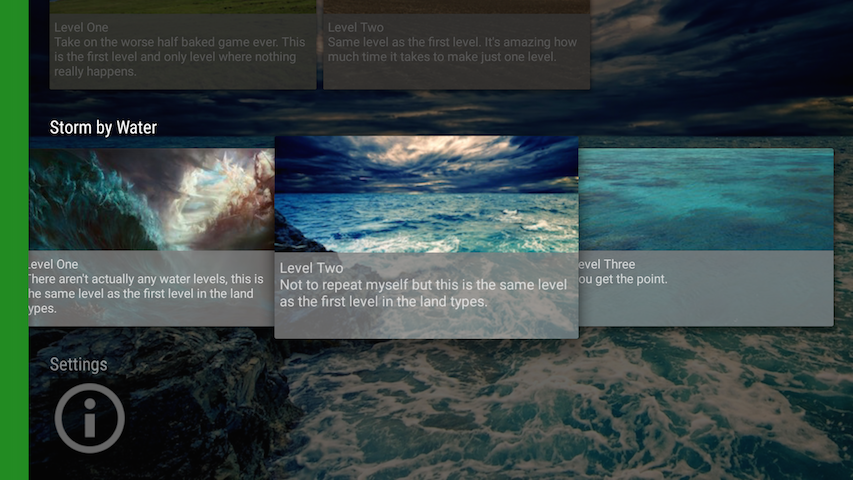 Level One
Take on the worse half baked game ever. This
is the first level and only level where nothing
really happens.
Level Two
Same level as the first level. It's amazing how
much time it takes to make just one level.
Storm by Water
Level One
There aren't actually any water levels, this is
the same level as the first level in the land
types.
Level Two
Not to repeat myself but this is the same level
as the first level in the land types.
Level Three
You get the point.
Settings